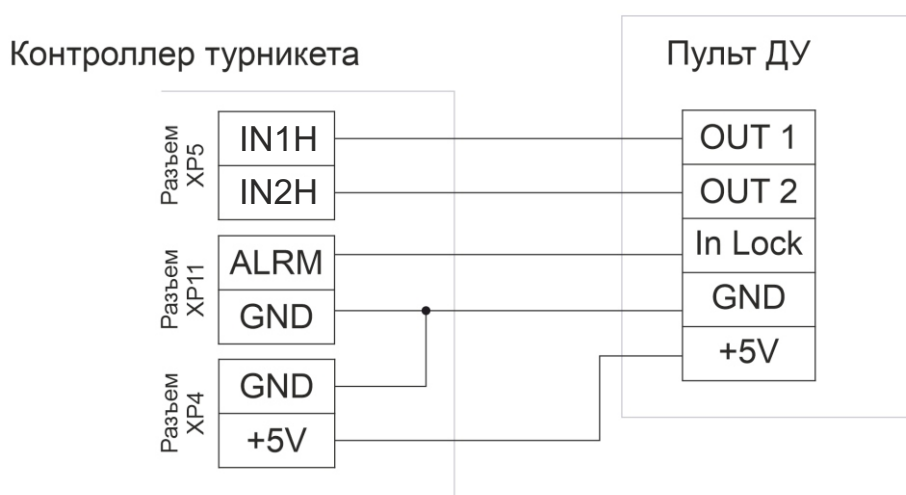 Контроллер турникета
Пульт ДУ
Разъем
XP5
IN1H
IN2H
OUT 1
OUT 2
In Lock
GND
+5V
Разъем
XP11
ALRM
GND
Разъем
XP4
GND
+5V